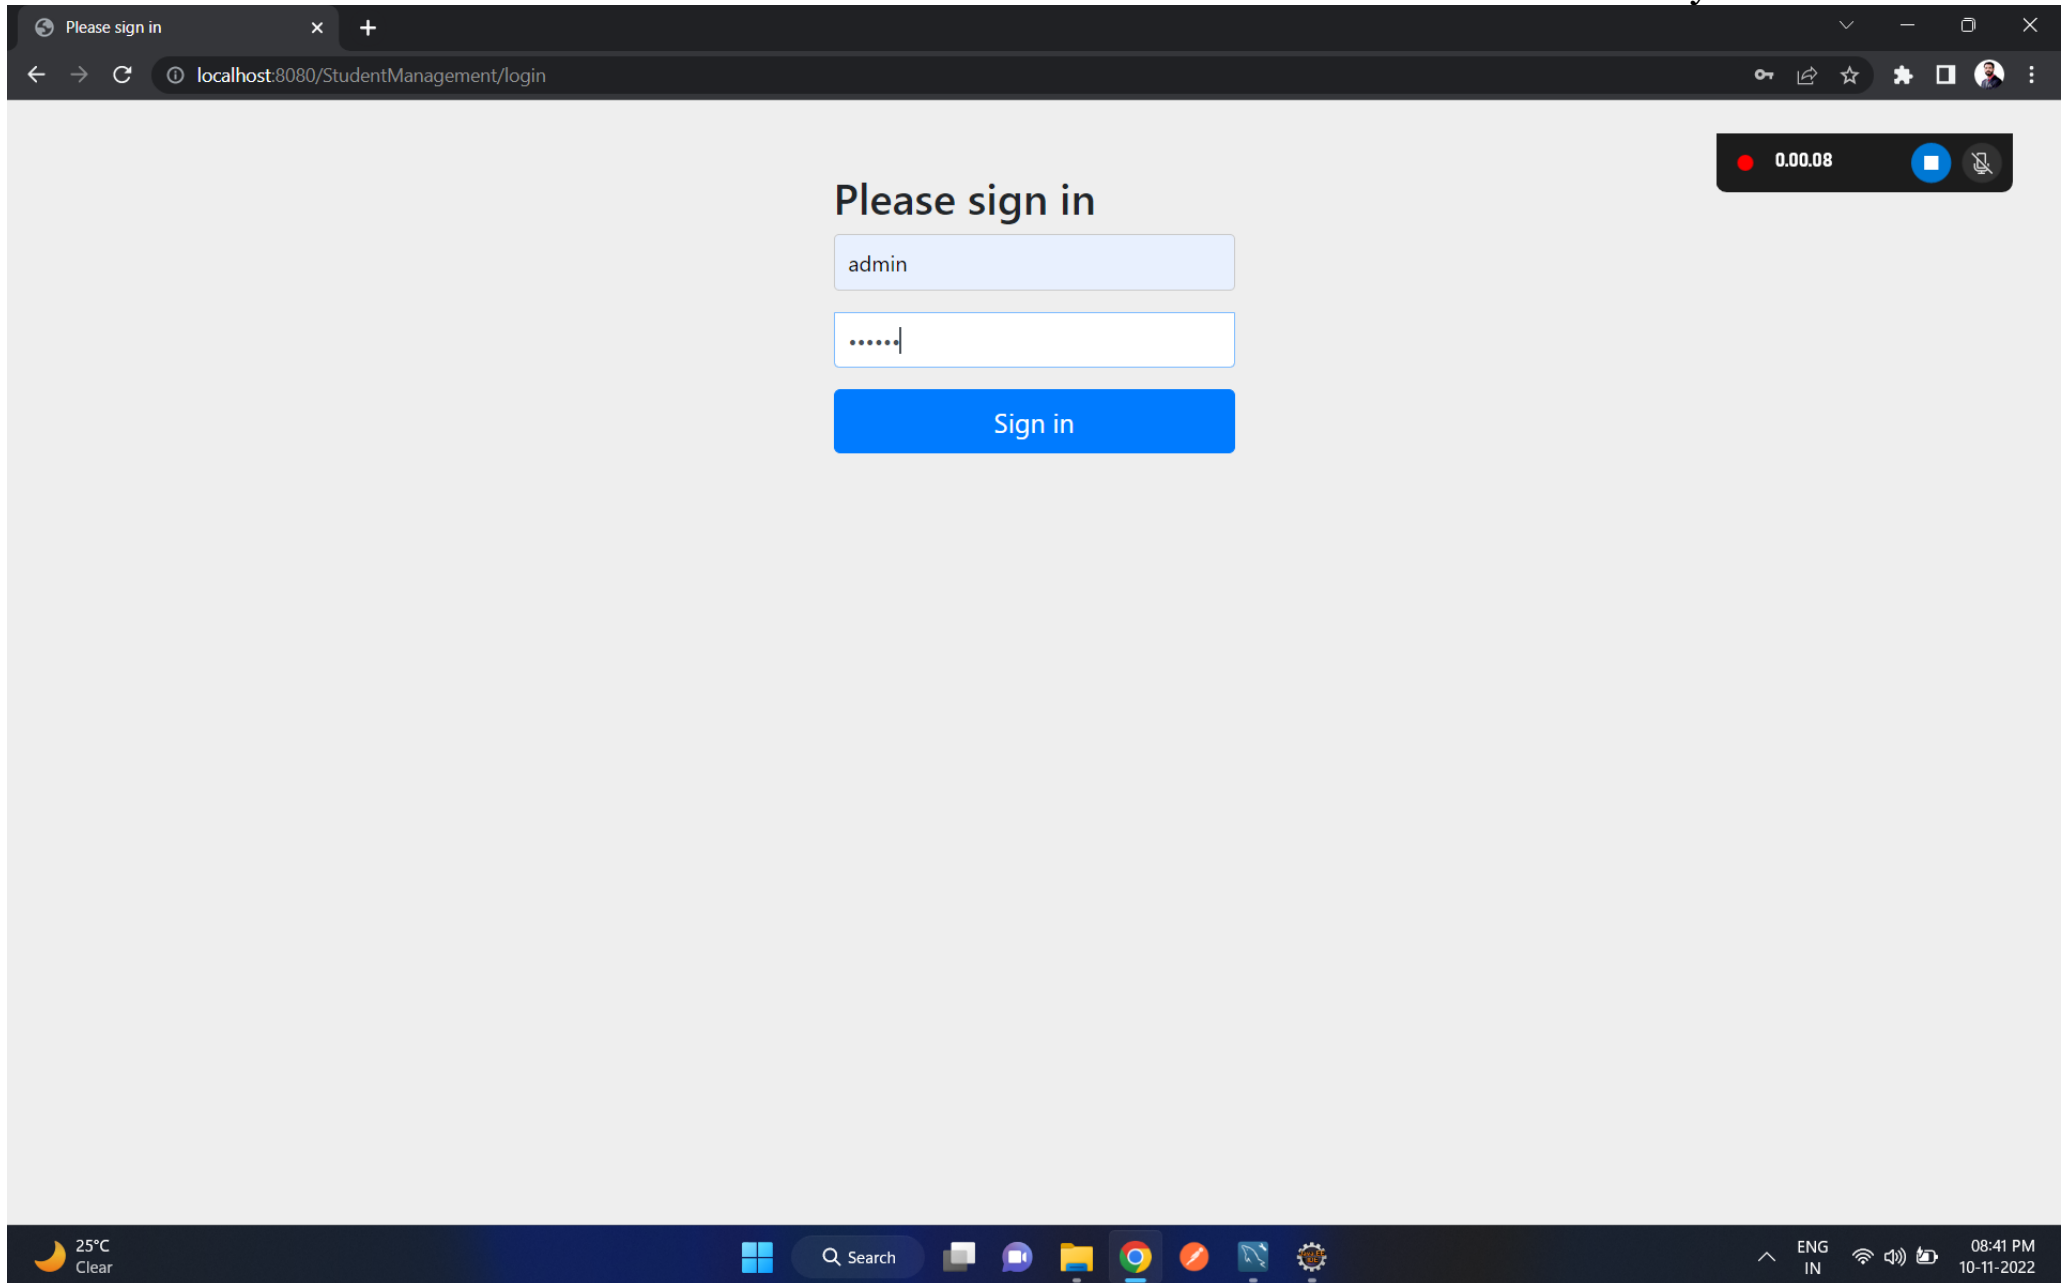 Please sign in
localhost:8080/StudentManagement/login
0.00.08
Please sign in
admin
••••••
Sign in
25°C
Clear
Search
ENG
IN
08:41 PM
10-11-2022